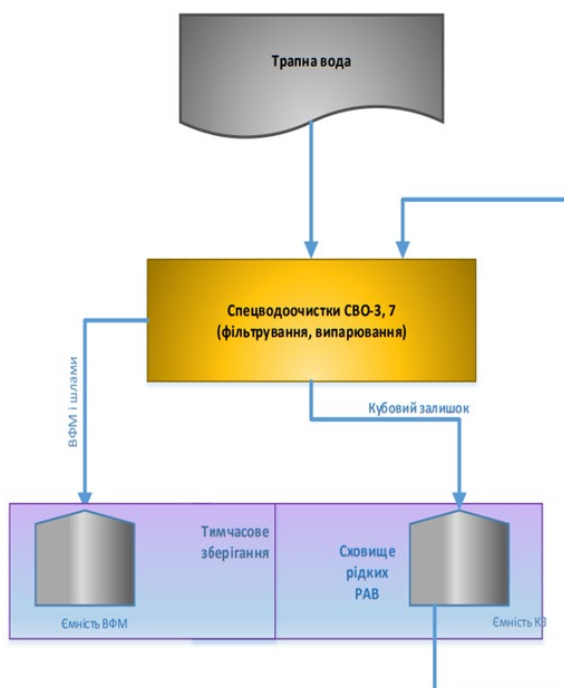 Трапна вода
Спецводоочистки СВО-3, 7
(фільтрування, випарювання)
ВФМ і шлами
Кубовий залишок
Тимчасове
зберігання
Сховище
рідких
РАВ
Ємність ВФМ
Ємність КЗ